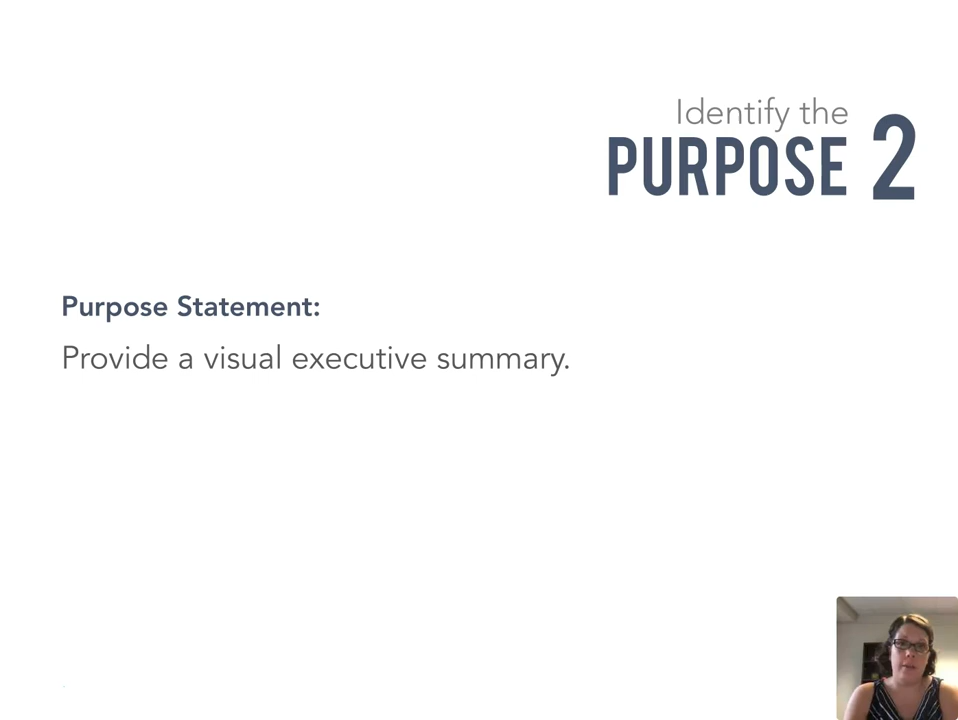 Identify the
PURPOSE 2
Purpose Statement:
Provide a visual executive summary.